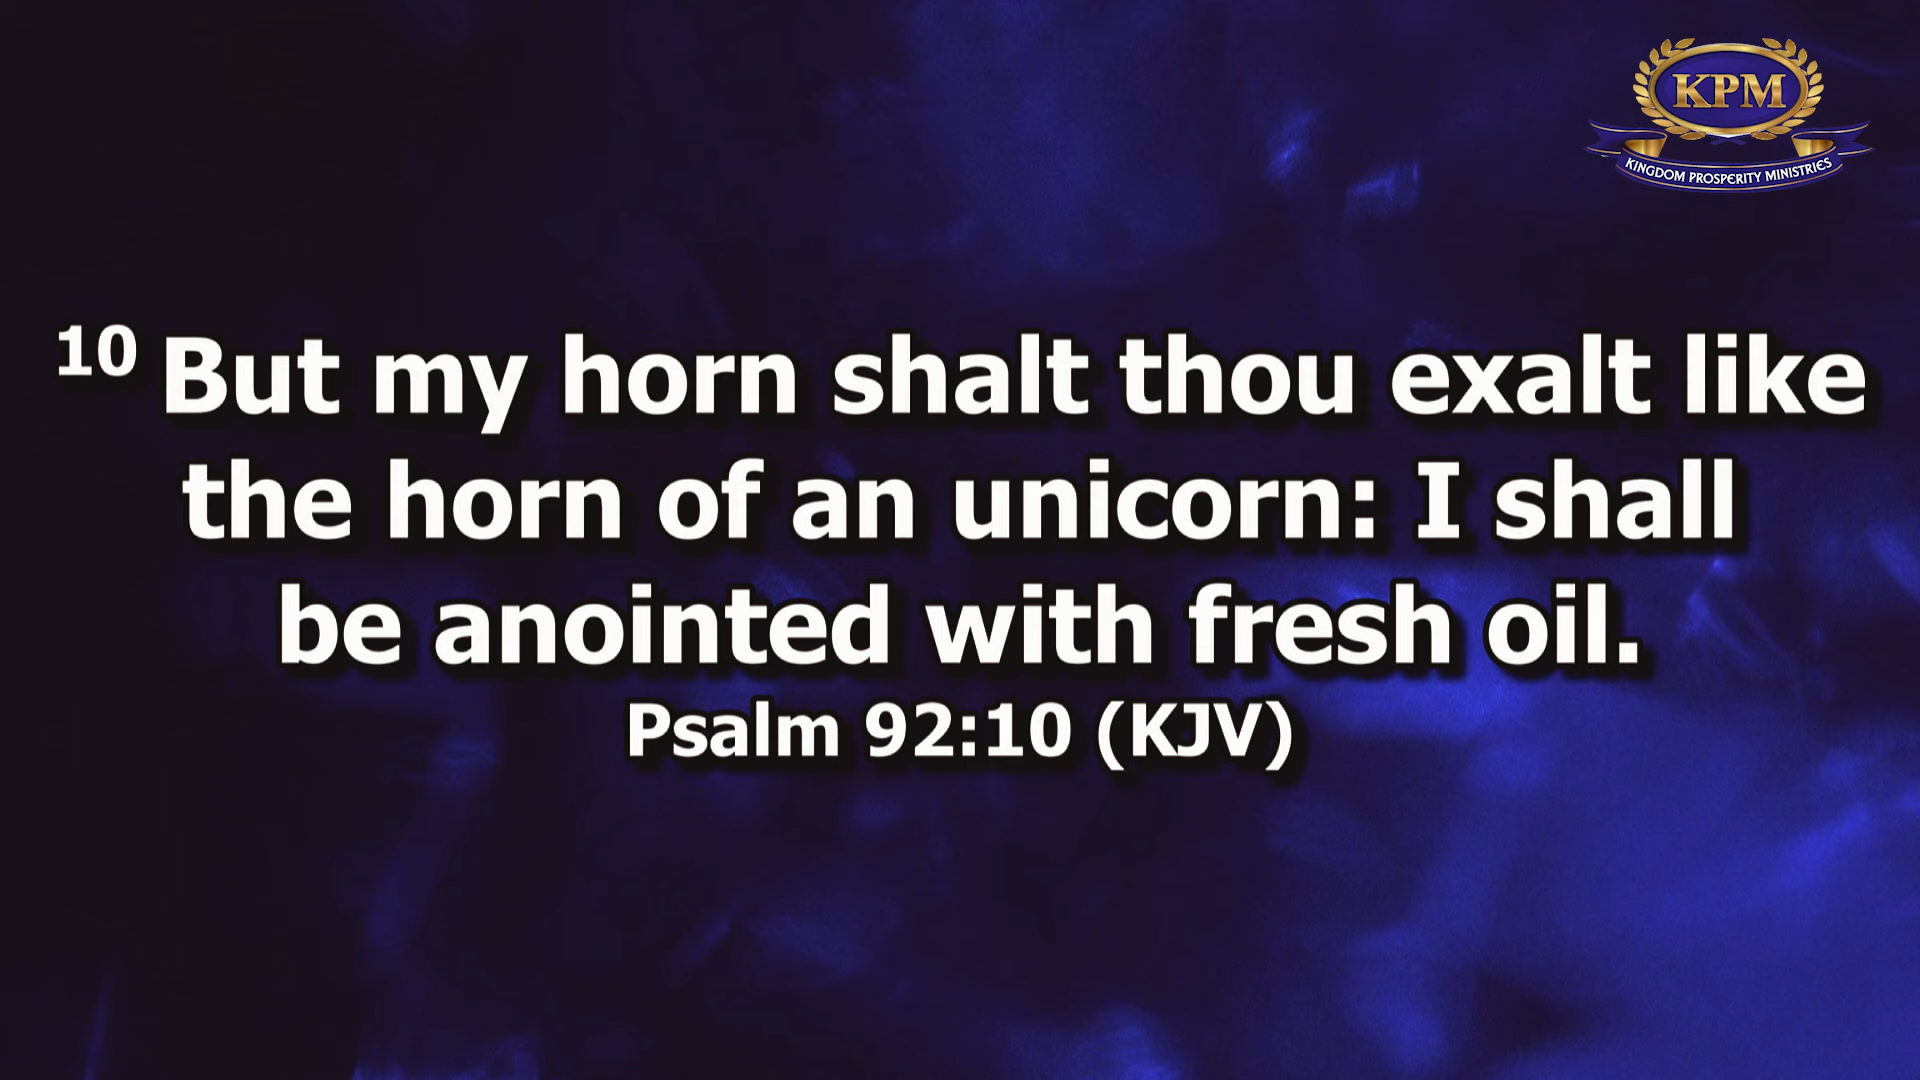 KPM
KINGDOM PROSPERITY MINISTRIES
10 But my horn shalt thou exalt like
the horn of an unicorn: I shall
be anointed with fresh oil.
Psalm 92:10 (KJV)